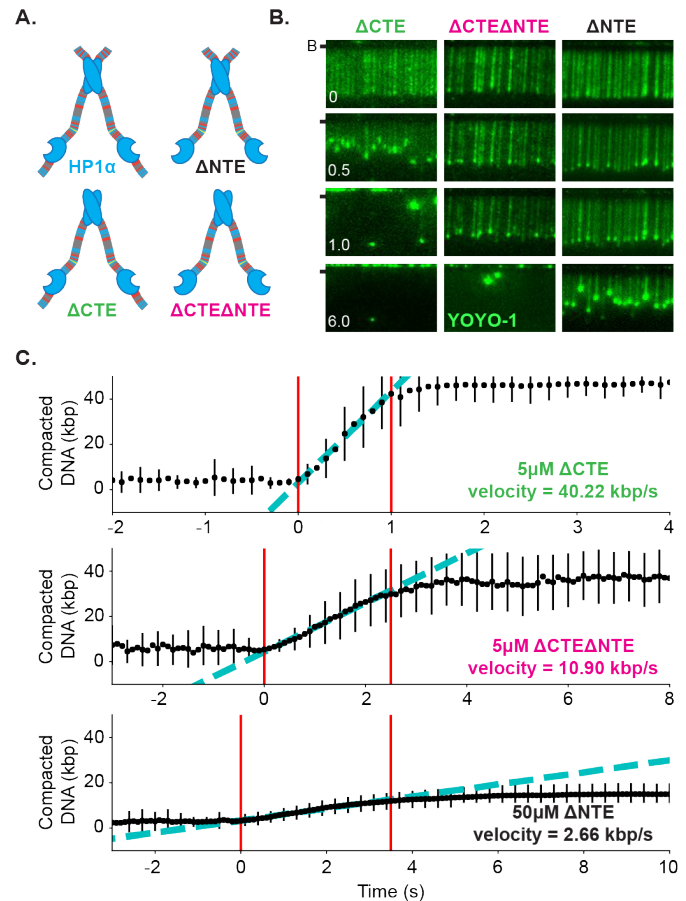 A.
HP1α
ΔNTE
ΔCTE
ΔCTEΔNTE
B.
ΔCTE
ΔCTEΔNTE
ΔNTE
B
0
0.5
1.0
6.0
YOYO-1
C.
Compacted
DNA (kbp)
40
20
0
5μM ΔCTE
velocity = 40.22 kbp/s
-2
-1
0
1
2
3
4
Compacted
DNA (kbp)
40
20
0
5μM ΔCTEΔNTE
velocity = 10.90 kbp/s
-2
0
2
4
6
8
Compacted
DNA (kbp)
40
20
0
50μM ΔNTE
velocity = 2.66 kbp/s
-2
0
2
4
6
8
10
Time (s)